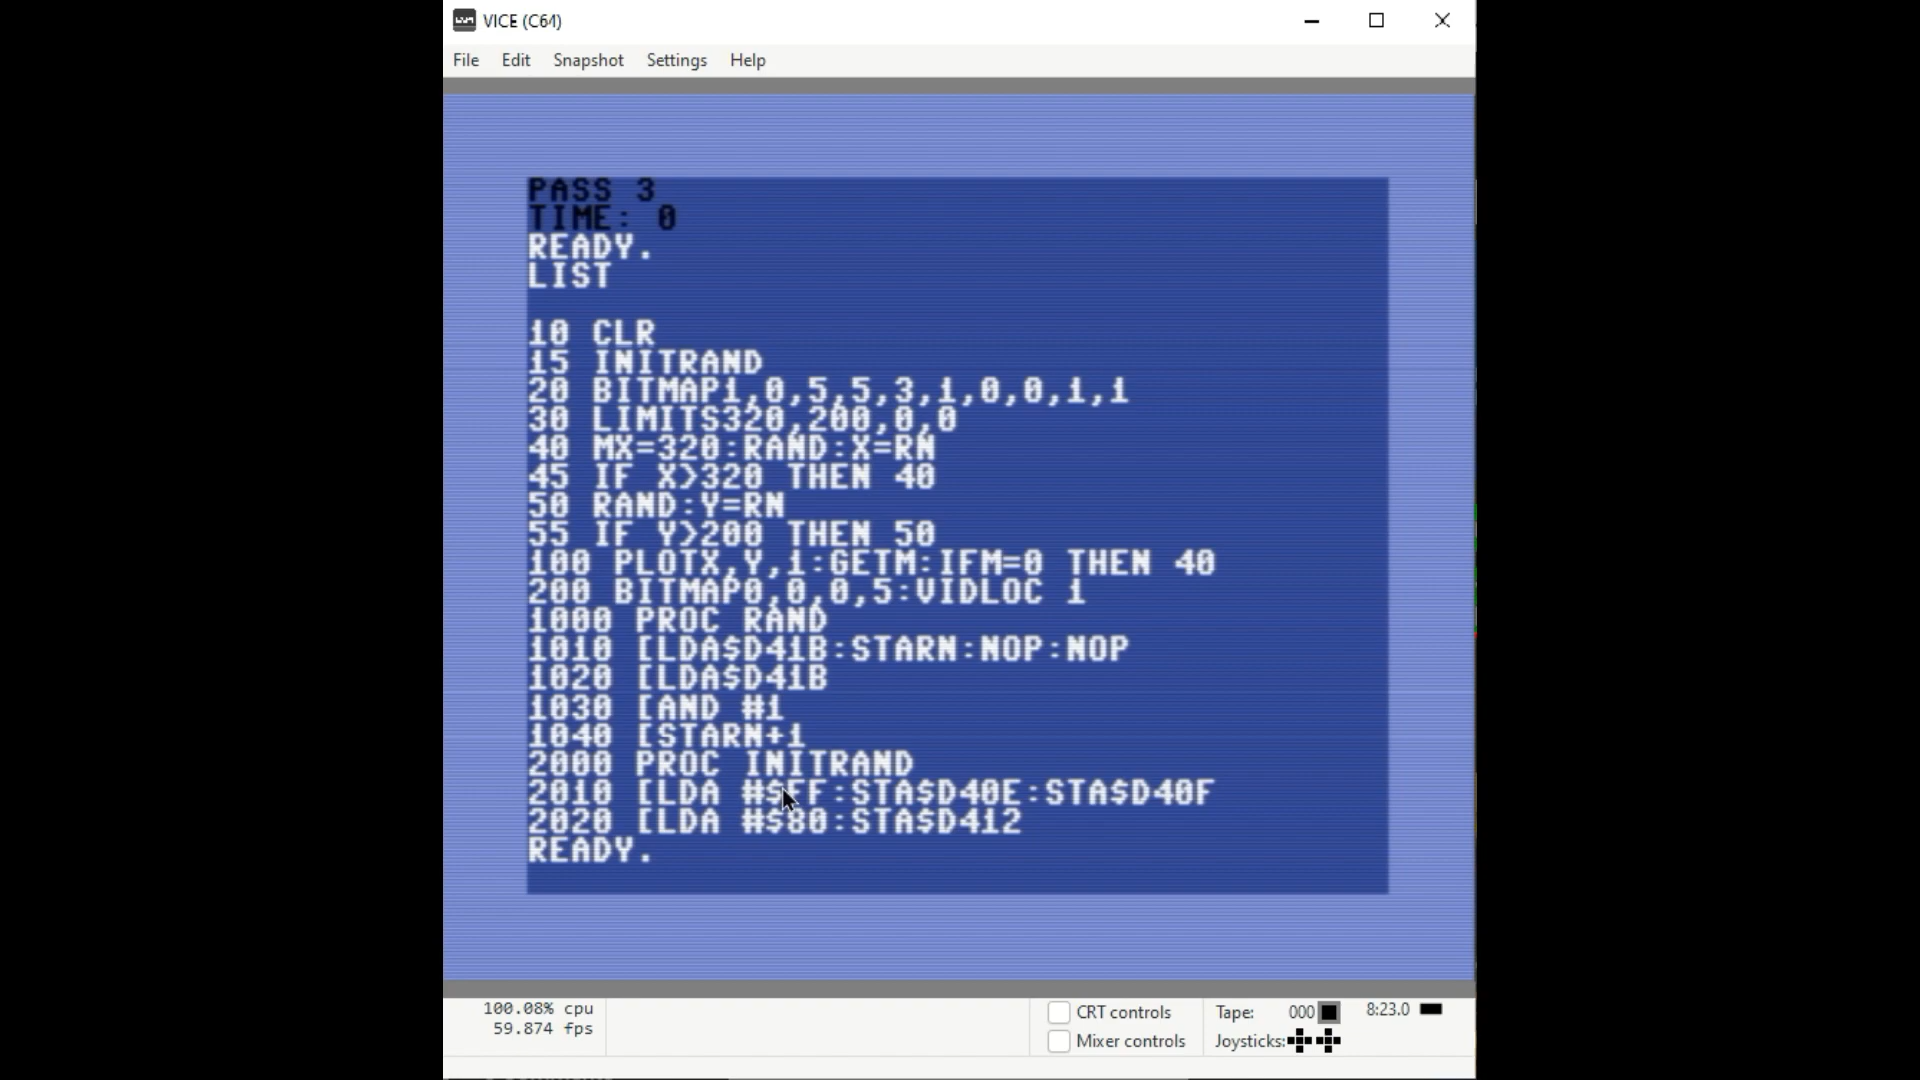 VICE (C64)
File Edit Snapshot Settings Help
PASS 3
TIME: 0
READY.
LIST
10 CLR
15 INITRAND
20 BITMAP1,0,5,5,3,1,0,0,1,1
30 LIMITS320,200,0,0
40 MX=320:RAND:X=RN
45 IF X>320 THEN 40
50 RAND:Y=RN
55 IF Y>200 THEN 50
100 PLOTX,Y,1:GETM:IFM=0 THEN 40
200 BITMAP0,0,0,5:VIDLOC 1
1000 PROC RAND
1010 [LDA$D41B:STARN:NOP:NOP
1020 [LDA$D41B
1030 [AND #1
1040 [STARN+1
2000 PROC INITRAND
2010 [LDA #$FF:STA$D40E:STA$D40F
2020 [LDA #$80:STA$D412
READY.
100.08% cpu
59.874 fps
CRT controls
Mixer controls
Tape: 000
Joysticks:
8:23.0